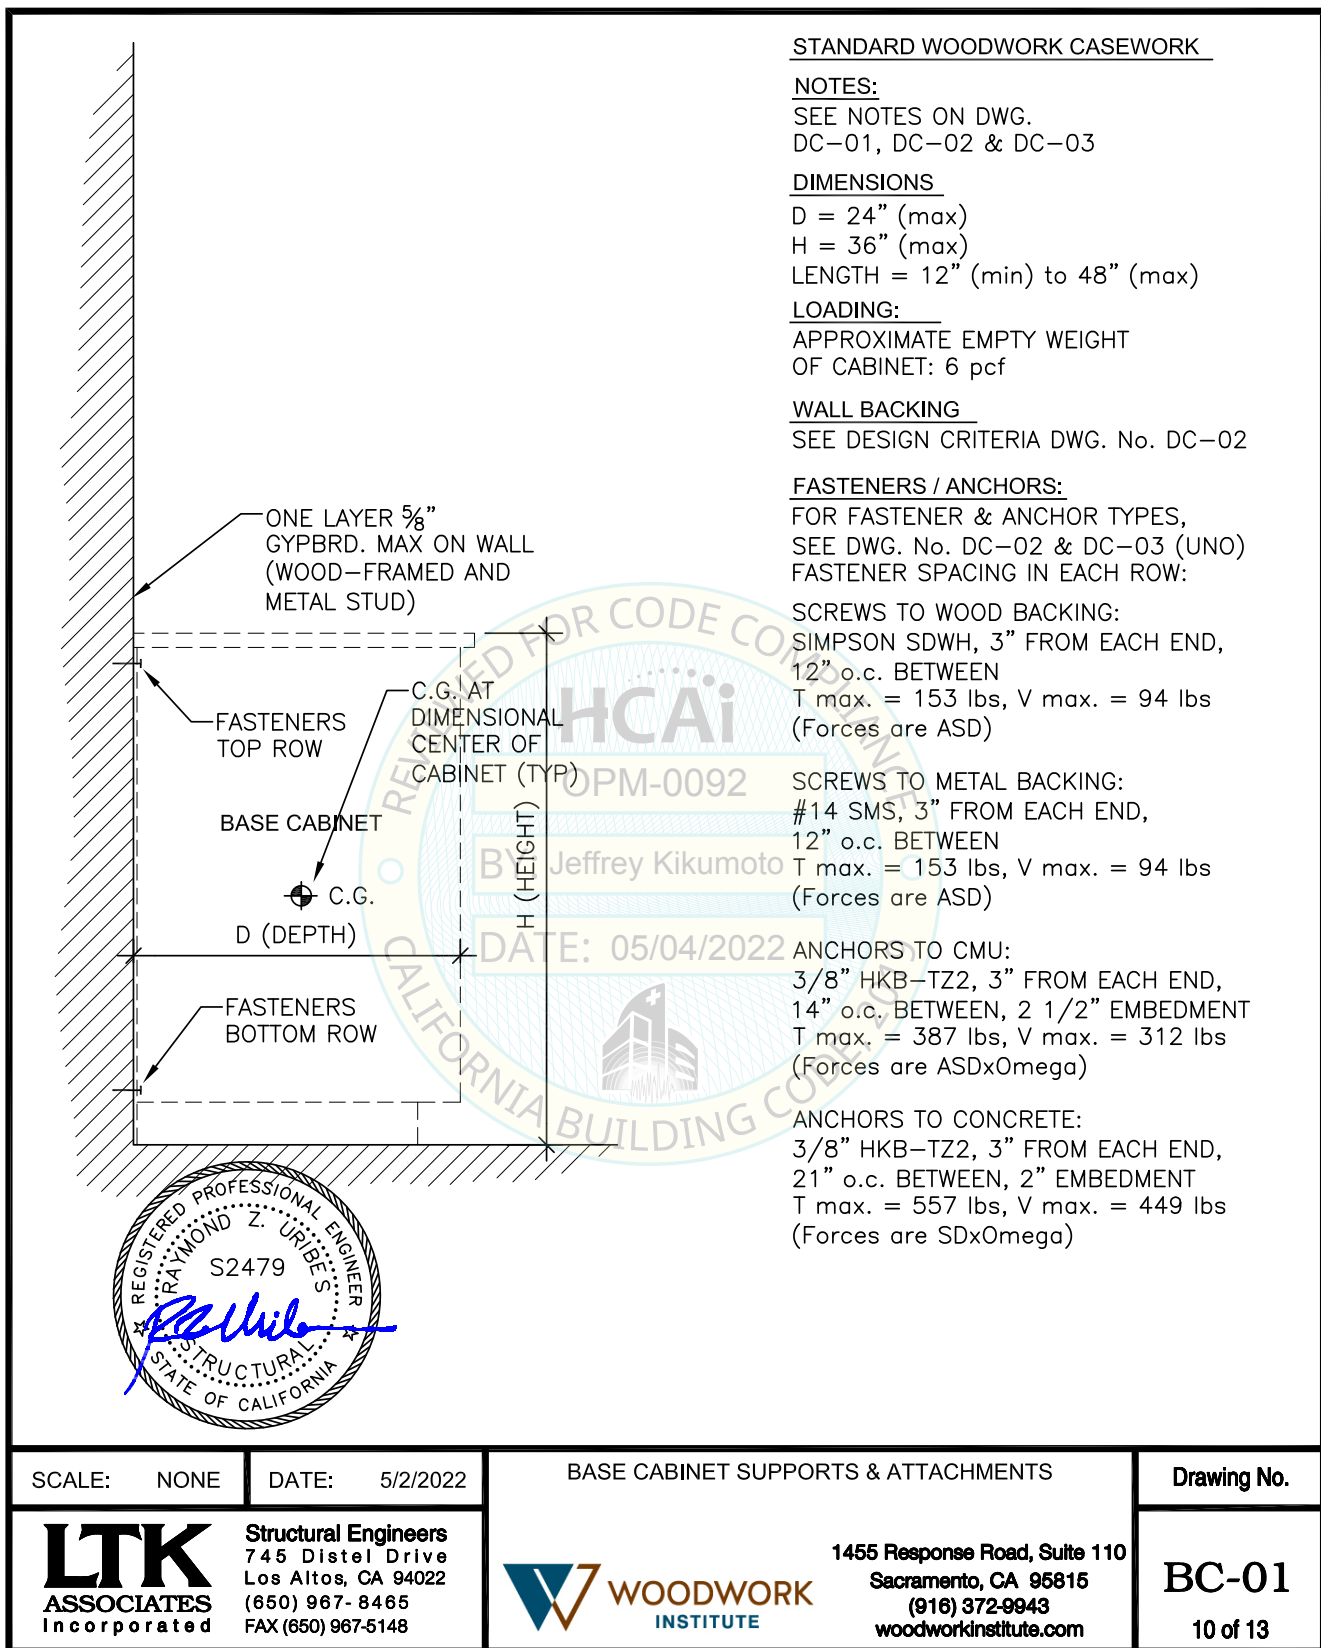 STANDARD WOODWORK CASEWORK
NOTES:
SEE NOTES ON DWG.
DC-01, DC-02 & DC-03
DIMENSIONS
D = 24" (max)
H = 36" (max)
LENGTH = 12" (min) to 48" (max)
LOADING:
APPROXIMATE EMPTY WEIGHT
OF CABINET: 6 pcf
WALL BACKING
SEE DESIGN CRITERIA DWG. No. DC-02
FASTENERS / ANCHORS:
FOR FASTENER & ANCHOR TYPES,
SEE DWG. No. DC-02 & DC-03 (UNO)
FASTENER SPACING IN EACH ROW:
SCREWS TO WOOD BACKING:
SIMPSON SDWH, 3" FROM EACH END,
12" o.c. BETWEEN
T max. = 153 lbs, V max. = 94 lbs
(Forces are ASD)
SCREWS TO METAL BACKING:
#14 SMS, 3" FROM EACH END,
12" o.c. BETWEEN
T max. = 153 lbs, V max. = 94 lbs
(Forces are ASD)
ANCHORS TO CMU:
3/8" HKB-TZ2, 3" FROM EACH END,
14" o.c. BETWEEN, 2 1/2" EMBEDMENT
T max. = 387 lbs, V max. = 312 lbs
(Forces are ASDxOmega)
ANCHORS TO CONCRETE:
3/8" HKB-TZ2, 3" FROM EACH END,
21" o.c. BETWEEN, 2" EMBEDMENT
T max. = 557 lbs, V max. = 449 lbs
(Forces are SDxOmega)
ONE LAYER 5/8"
GYPBRD. MAX ON WALL
(WOOD-FRAMED AND
METAL STUD)
FASTENERS
TOP ROW
C.G. AT
DIMENSIONAL
CENTER OF
CABINET (TYP)
BASE CABINET
C.G.
D (DEPTH)
H (HEIGHT)
FASTENERS
BOTTOM ROW
REVIEWED FOR CODE COMPLIANCE
HCAi
OPM-0092
BY: Jeffrey Kikumoto
DATE: 05/04/2022
CALIFORNIA BUILDING CODE 2019
REGISTERED PROFESSIONAL ENGINEER
RAYMOND Z. URIBES
S2479
STRUCTURAL
STATE OF CALIFORNIA
SCALE: NONE
DATE: 5/2/2022
BASE CABINET SUPPORTS & ATTACHMENTS
Drawing No.
LTK
ASSOCIATES
Incorporated
Structural Engineers
745 Distel Drive
Los Altos, CA 94022
(650) 967-8465
FAX (650) 967-5148
WOODWORK
INSTITUTE
1455 Response Road, Suite 110
Sacramento, CA 95815
(916) 372-9943
woodworkinstitute.com
BC-01
10 of 13